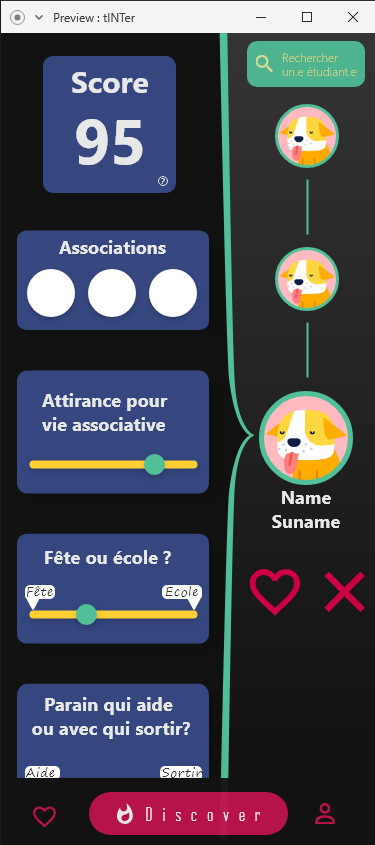 Preview : tINTer
Rechercher
un.e étudiant.e
Score
95
?
Associations
Attirance pour
vie associative
Name
Suname
Fête ou école ?
Fête
Ecole
Parain qui aide
ou avec qui sortir?
Aide
Sortir
Discover